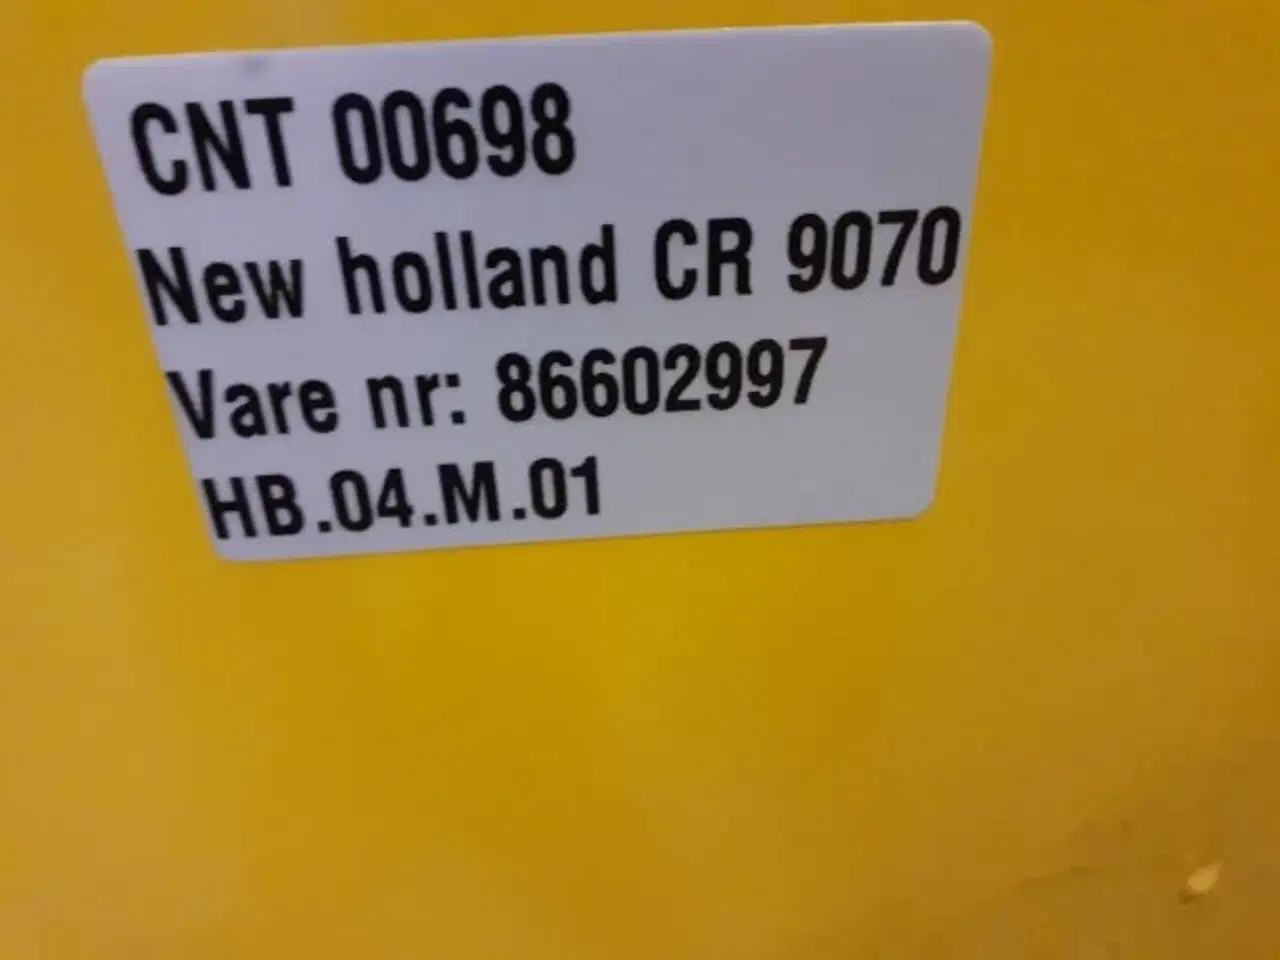 CNT 00698
New holland CR 9070
Vare nr: 86602997
HB.04.M.01